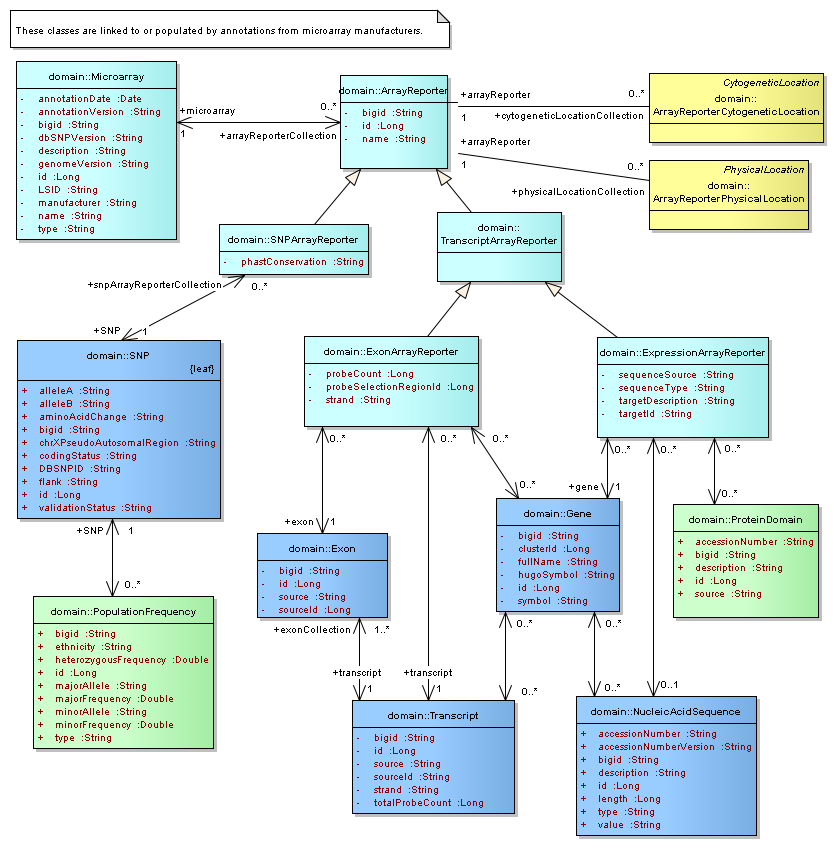 These classes are linked to or populated by annotations from microarray manufacturers.
domain::Microarray
- annotationDate :Date
- annotationVersion :String
- bigid :String
- dbSNPVersion :String
- description :String
- genomeVersion :String
- id :Long
- LSID :String
- manufacturer :String
- name :String
- type :String
+microarray
1
0..*
+arrayReporterCollection
domain::ArrayReporter
- bigid :String
- id :Long
- name :String
+arrayReporter
1
0..*
+cytogeneticLocationCollection
CytogeneticLocation
domain::
ArrayReporterCytogeneticLocation
+arrayReporter
1
0..*
+physicalLocationCollection
PhysicalLocation
domain::
ArrayReporterPhysicalLocation
domain::SNPArrayReporter
- phastConservation :String
domain::
TranscriptArrayReporter
+snpArrayReporterCollection
0..*
+SNP
1
domain::SNP
{leaf}
+ alleleA :String
+ alleleB :String
+ aminoAcidChange :String
+ bigid :String
+ chrXPseudoAutosomalRegion :String
+ codingStatus :String
+ DBSNPID :String
+ flank :String
+ id :Long
+ validationStatus :String
domain::ExonArrayReporter
- probeCount :Long
- probeSelectionRegionId :Long
- strand :String
domain::ExpressionArrayReporter
- sequenceSource :String
- sequenceType :String
- targetDescription :String
- targetId :String
0..*
0..*
0..*
0..*
0..*
0..*
+exon
1
0..*
+gene
1
0..*
domain::Exon
- bigid :String
- id :Long
- source :String
- sourceId :Long
domain::Gene
- bigid :String
- clusterId :Long
- fullName :String
- hugoSymbol :String
- id :Long
- symbol :String
domain::ProteinDomain
+ accessionNumber :String
+ bigid :String
+ description :String
+ id :Long
+ source :String
+SNP
1
0..*
domain::PopulationFrequency
+ bigid :String
+ ethnicity :String
+ heterozygousFrequency :Double
+ id :Long
+ majorAllele :String
+ majorFrequency :Double
+ minorAllele :String
+ minorFrequency :Double
+ type :String
+exonCollection
1..*
0..*
0..*
+transcript
1
+transcript
1
0..*
0..*
0..1
domain::Transcript
- bigid :String
- id :Long
- source :String
- sourceId :String
- strand :String
- totalProbeCount :Long
domain::NucleicAcidSequence
+ accessionNumber :String
+ accessionNumberVersion :String
+ bigid :String
+ description :String
+ id :Long
+ length :Long
+ type :String
+ value :String